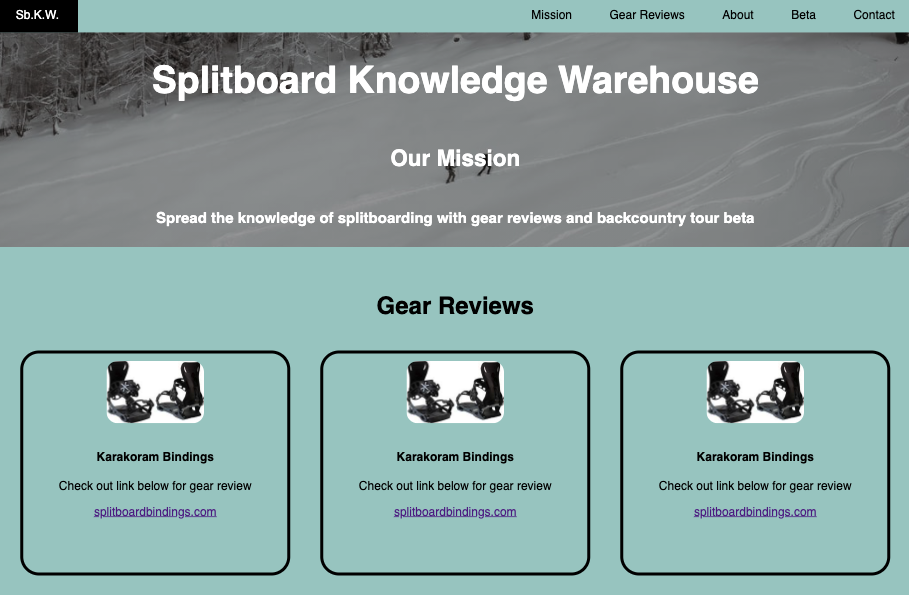 Sb.K.W.
Mission
Gear Reviews
About
Beta
Contact
Splitboard Knowledge Warehouse
Our Mission
Spread the knowledge of splitboarding with gear reviews and backcountry tour beta
Gear Reviews
Karakoram Bindings
Check out link below for gear review
splitboardbindings.com
Karakoram Bindings
Check out link below for gear review
splitboardbindings.com
Karakoram Bindings
Check out link below for gear review
splitboardbindings.com